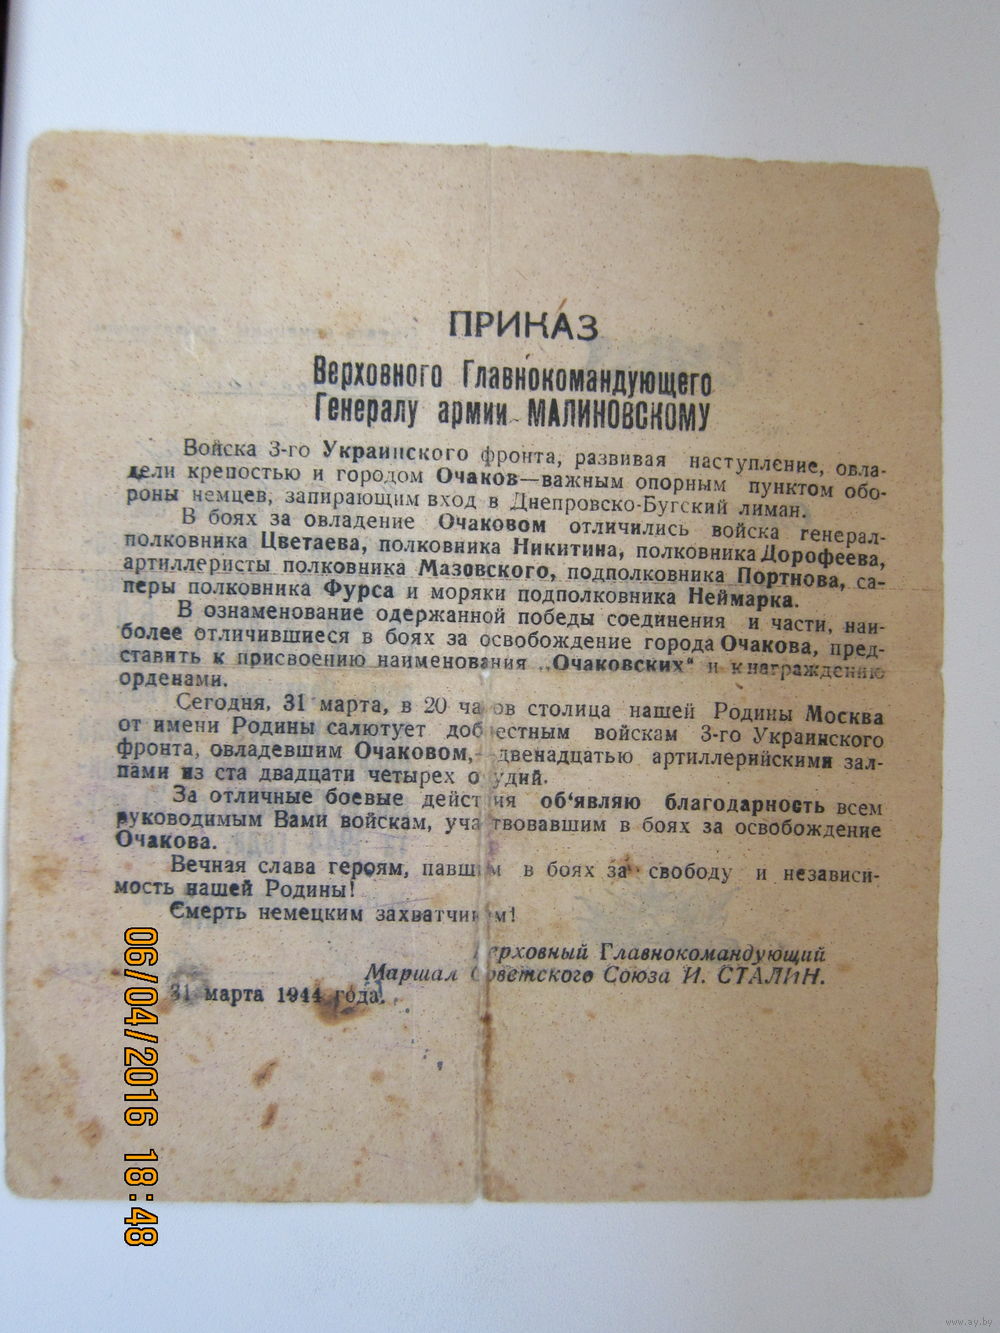 ПРИКАЗ
Верховного Главнокомандующего
Генералу армии МАЛИНОВСКОМУ
Войска 3-го Украинского фронта, развивая наступление, овла-
дели крепостью и городом Очаков—важным опорным пунктом обо-
роны немцев, запирающим вход в Днепровско-Бугский лиман.
В боях за овладение Очаковом отличились войска генерал-
полковника Цветаева, полковника Никитина, полковника Дорофеева,
артиллеристы полковника Мазовского, подполковника Портнова, са-
перы полковника Фурса и моряки подполковника Неймарка.
В ознаменование одержанной победы соединения и части, наи-
более отличившиеся в боях за освобождение города Очакова, пред-
ставить к присвоению наименования „Очаковских“ и к награждению
орденами.
Сегодня, 31 марта, в 20 часов столица нашей Родины Москва
от имени Родины салютует доблестным войскам 3-го Украинского
фронта, овладевшим Очаковом,—двенадцатью артиллерийскими зал-
пами из ста двадцати четырех орудий.
За отличные боевые действия об‘являю благодарность всем
руководимым Вами войскам, участвовавшим в боях за освобождение
Очакова.
Вечная слава героям, павшим в боях за свободу и независи-
мость нашей Родины!
Смерть немецким захватчикам!
Верховный Главнокомандующий
Маршал Советского Союза И. СТАЛИН.
31 марта 1944 года.
06/04/2016 18:48
www.ay.by